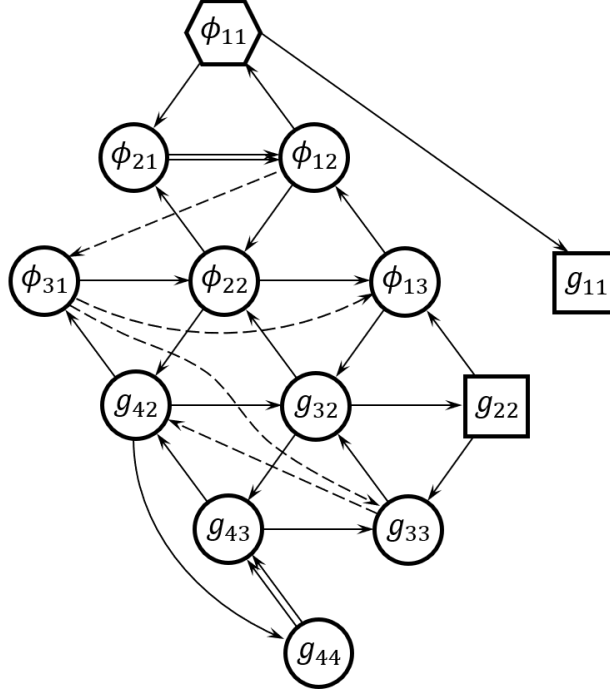 ϕ₁₁
ϕ₂₁ ϕ₁₂
ϕ₃₁ ϕ₂₂ ϕ₁₃ g₁₁
g₄₂ g₃₂ g₂₂
g₄₃ g₃₃
g₄₄